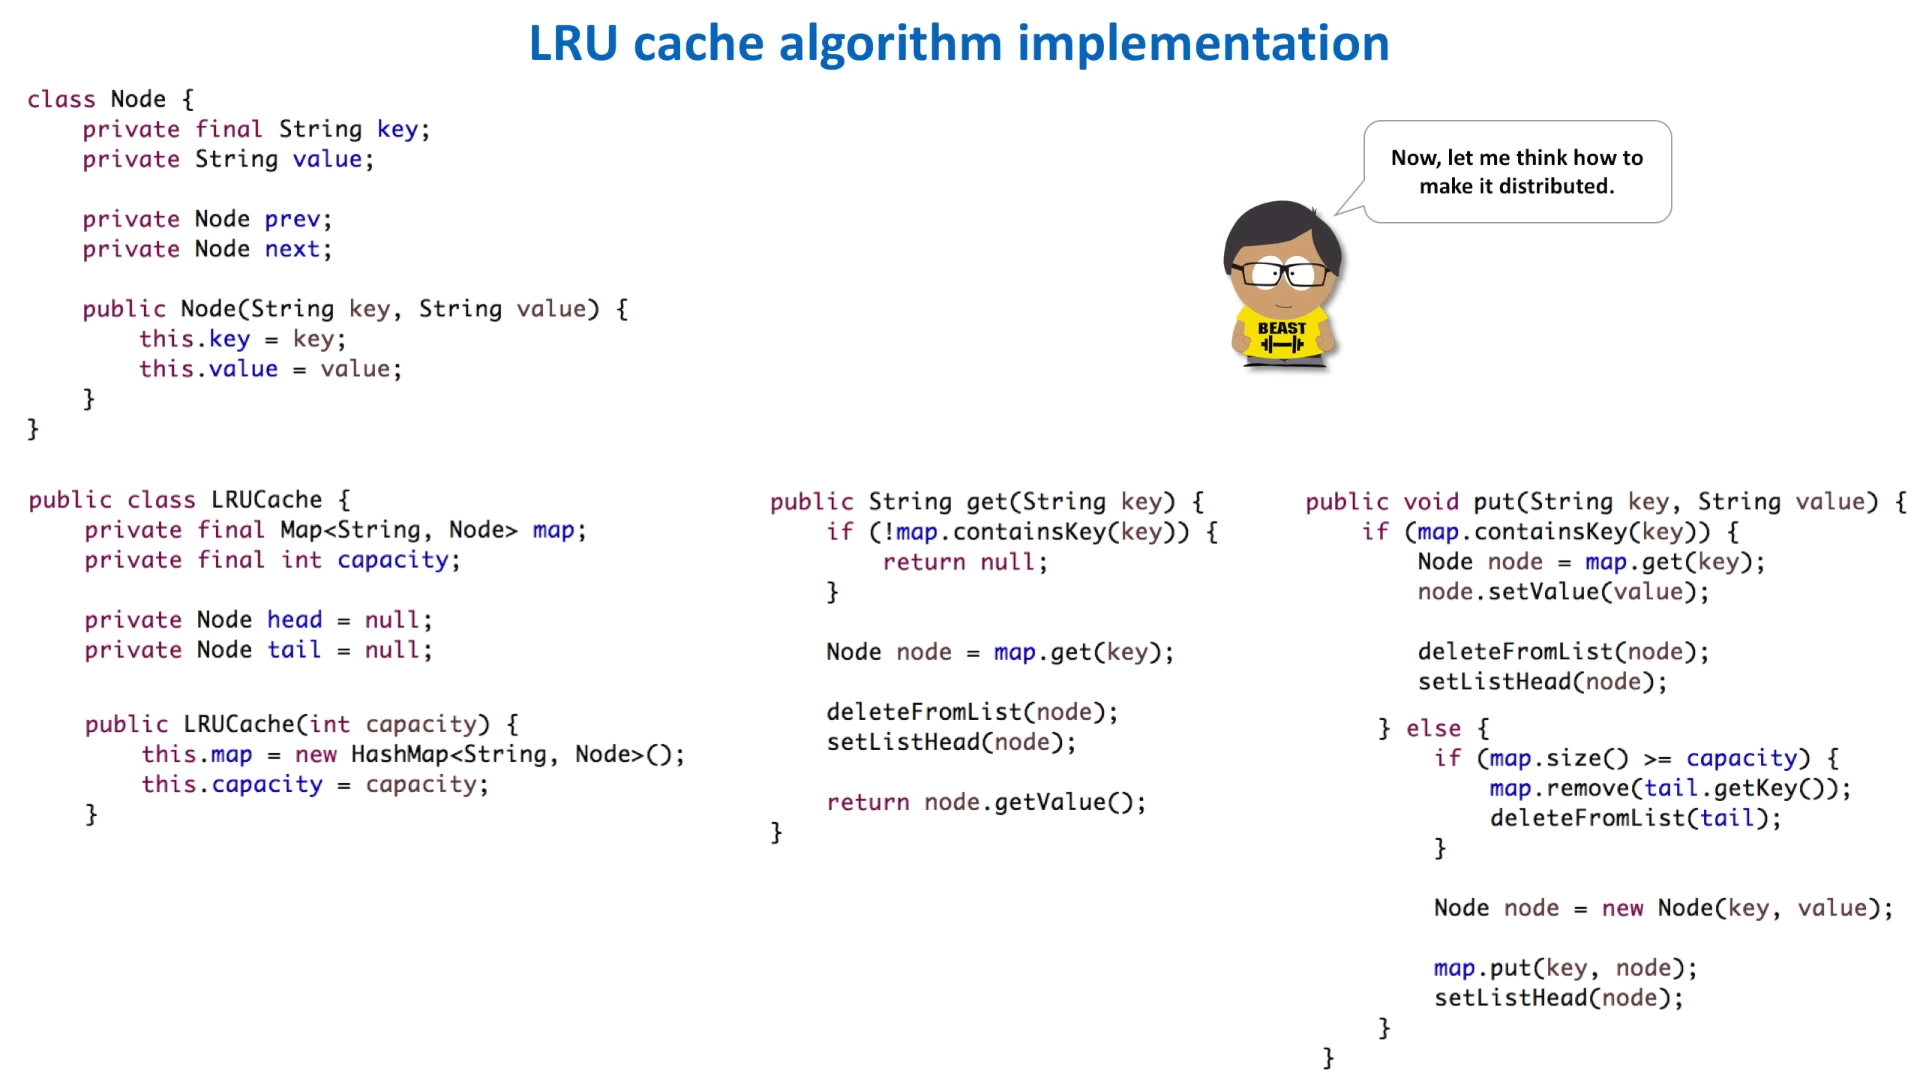 LRU cache algorithm implementation
class Node {
    private final String key;
    private String value;

    private Node prev;
    private Node next;

    public Node(String key, String value) {
        this.key = key;
        this.value = value;
    }
}
Now, let me think how to
make it distributed.
BEAST
public class LRUCache {
    private final Map<String, Node> map;
    private final int capacity;

    private Node head = null;
    private Node tail = null;

    public LRUCache(int capacity) {
        this.map = new HashMap<String, Node>();
        this.capacity = capacity;
    }
public String get(String key) {
    if (!map.containsKey(key)) {
        return null;
    }

    Node node = map.get(key);

    deleteFromList(node);
    setListHead(node);

    return node.getValue();
}
public void put(String key, String value) {
    if (map.containsKey(key)) {
        Node node = map.get(key);
        node.setValue(value);

        deleteFromList(node);
        setListHead(node);
    } else {
        if (map.size() >= capacity) {
            map.remove(tail.getKey());
            deleteFromList(tail);
        }

        Node node = new Node(key, value);

        map.put(key, node);
        setListHead(node);
    }
}